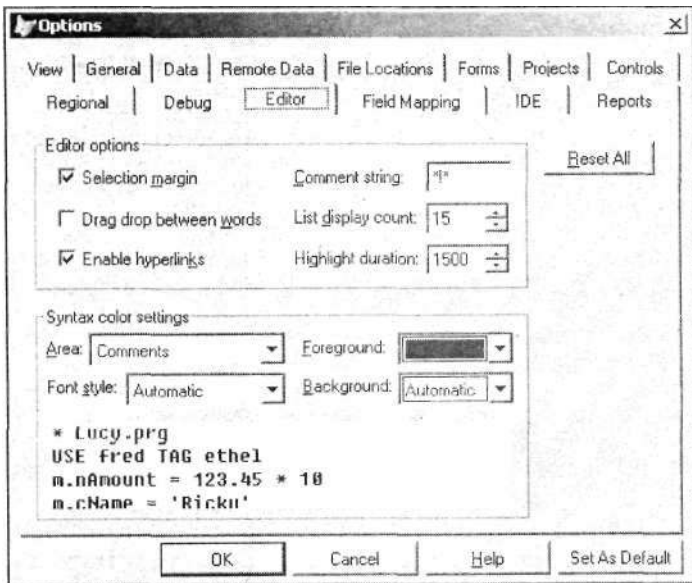 Options
View General Data Remote Data File Locations Forms Projects Controls
Regional Debug Editor Field Mapping IDE Reports
Editor options
Reset All
Selection margin Comment string: *!*
Drag drop between words List display count: 15
Enable hyperlinks Highlight duration: 1500
Syntax color settings
Area: Comments Foreground:
Font style: Automatic Background: Automatic
* Lucy.prg
USE fred TAG ethel
m.nAmount = 123.45 * 10
m.cName = 'Ricky'
OK Cancel Help Set As Default